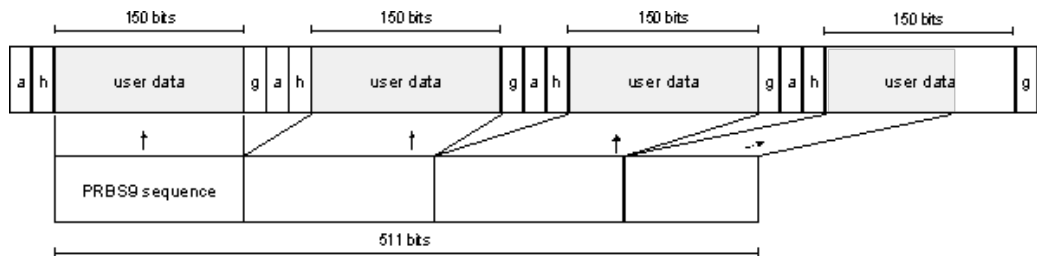 150 bits 150 bits 150 bits 150 bits
a h user data g a h user data g a h user data g a h user data g
PRBS9 sequence
511 bits